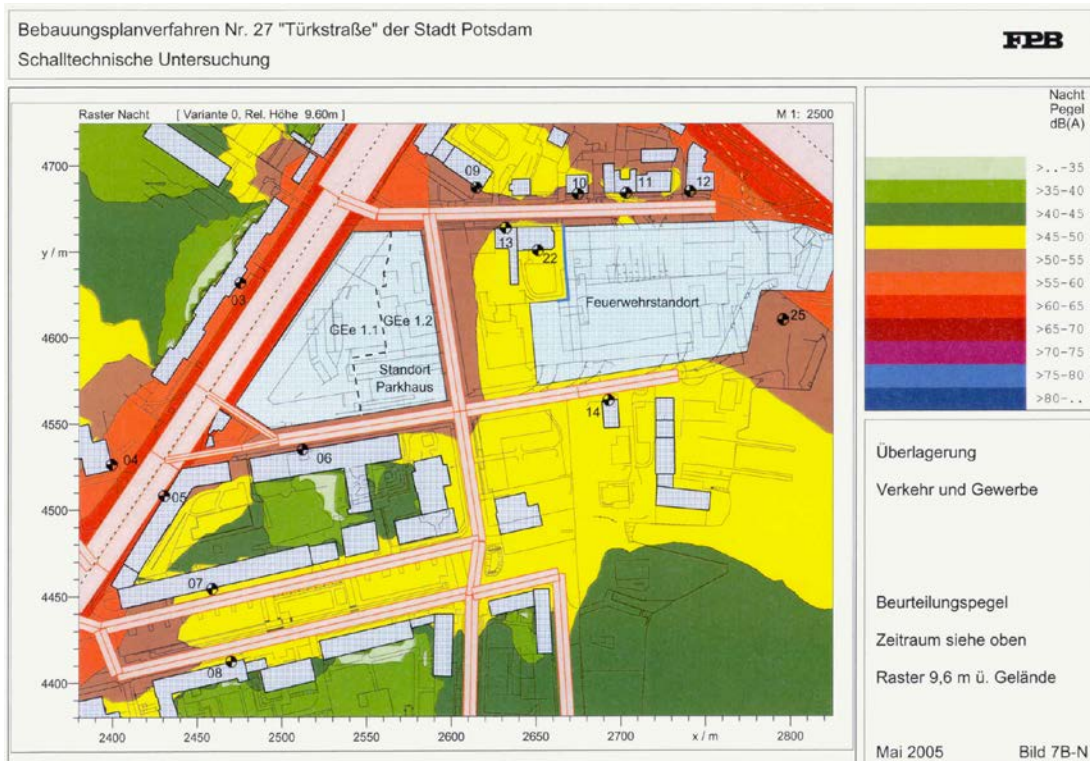 Bebauungsplanverfahren Nr. 27 "Türkstraße" der Stadt Potsdam
Schalltechnische Untersuchung
FPB
Raster Nacht [ Variante 0, Rel. Höhe 9.60m ] M 1: 2500
Nacht
Pegel
dB(A)
>..-35
>35-40
>40-45
>45-50
>50-55
>55-60
>60-65
>65-70
>70-75
>75-80
>80-..
4700
y / m
4600
4550
4500
4450
4400
09
10
11
12
13
22
03
GEe 1.1
GEe 1.2
Feuerwehrstandort
25
Standort
Parkhaus
14
04
06
05
07
08
2400 2450 2500 2550 2600 2650 2700 x / m 2800
Überlagerung
Verkehr und Gewerbe
Beurteilungspegel
Zeitraum siehe oben
Raster 9,6 m ü. Gelände
Mai 2005 Bild 7B-N